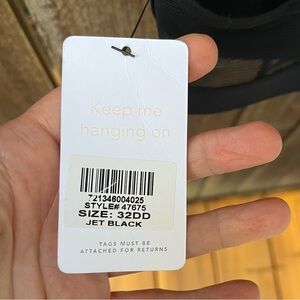 Keep me
hanging on
721346004025
STYLE# 47675
SIZE: 32DD
JET BLACK
TAGS MUST BE
ATTACHED FOR RETURNS